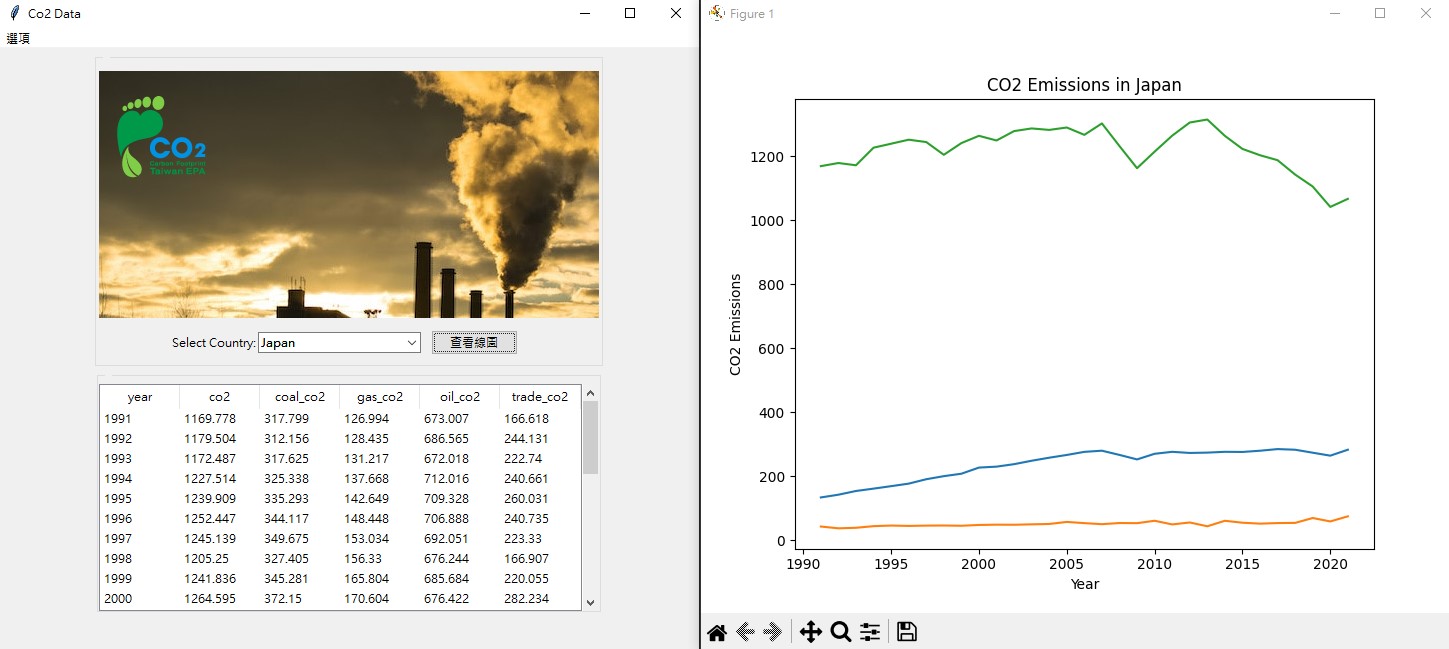 Co2 Data
選項
CO2
Carbon Footprint
Taiwan EPA
Select Country: Japan 查看線圖
year co2 coal_co2 gas_co2 oil_co2 trade_co2
1991 1169.778 317.799 126.994 673.007 166.618
1992 1179.504 312.156 128.435 686.565 244.131
1993 1172.487 317.625 131.217 672.018 222.74
1994 1227.514 325.338 137.668 712.016 240.661
1995 1239.909 335.293 142.649 709.328 260.031
1996 1252.447 344.117 148.448 706.888 240.735
1997 1245.139 349.675 153.034 692.051 223.33
1998 1205.25 327.405 156.33 676.244 166.907
1999 1241.836 345.281 165.804 685.684 220.055
2000 1264.595 372.15 170.604 676.422 282.234
Figure 1
CO2 Emissions in Japan
CO2 Emissions
1200
1000
800
600
400
200
0
1990 1995 2000 2005 2010 2015 2020
Year